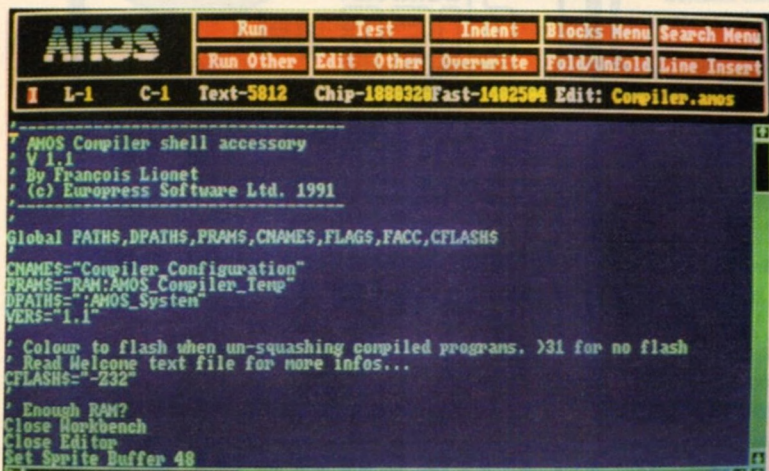 AMOS
Run Test Indent Blocks Menu Search Menu
Run Other Edit Other Overwrite Fold/Unfold Line Insert
I L-1 C-1 Text-5812 Chip-1880320 Fast-1402504 Edit: Compiler.amos
'-----------------------------------
' AMOS Compiler shell accessory
' V 1.1
' By François Lionet
' (c) Europress Software Ltd. 1991
'-----------------------------------
'
Global PATH$,DPATH$,PRAM$,CNAME$,FLAG$,FACC,CFLASH$
'
CNAME$="Compiler_Configuration"
PRAM$="RAM:AMOS_Compiler_Temp"
DPATH$=":AMOS_System"
VER$="1.1"
'
' Colour to flash when un-squashing compiled programs. >31 for no flash
' Read Welcome text file for more infos...
CFLASH$="-Z32"
'
' Enough RAM?
Close Workbench
Close Editor
Set Sprite Buffer 48